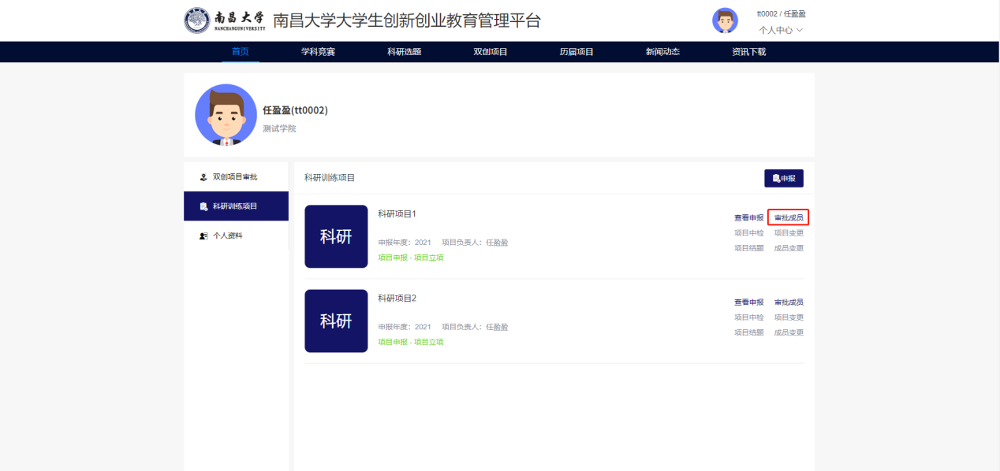 南昌大学
NANCHANGUNIVERSITY
南昌大学大学生创新创业教育管理平台
tt0002 / 任盈盈
个人中心
首页 学科竞赛 科研选题 双创项目 历届项目 新闻动态 资讯下载
任盈盈(tt0002)
测试学院
双创项目审批
科研训练项目
个人资料
科研训练项目 申报
科研
科研项目1
申报年度：2021 项目负责人：任盈盈
项目申报 - 项目立项
查看申报 审批成员
项目中检 项目变更
项目结题 成员变更
科研
科研项目2
申报年度：2021 项目负责人：任盈盈
项目申报 - 项目立项
查看申报 审批成员
项目中检 项目变更
项目结题 成员变更